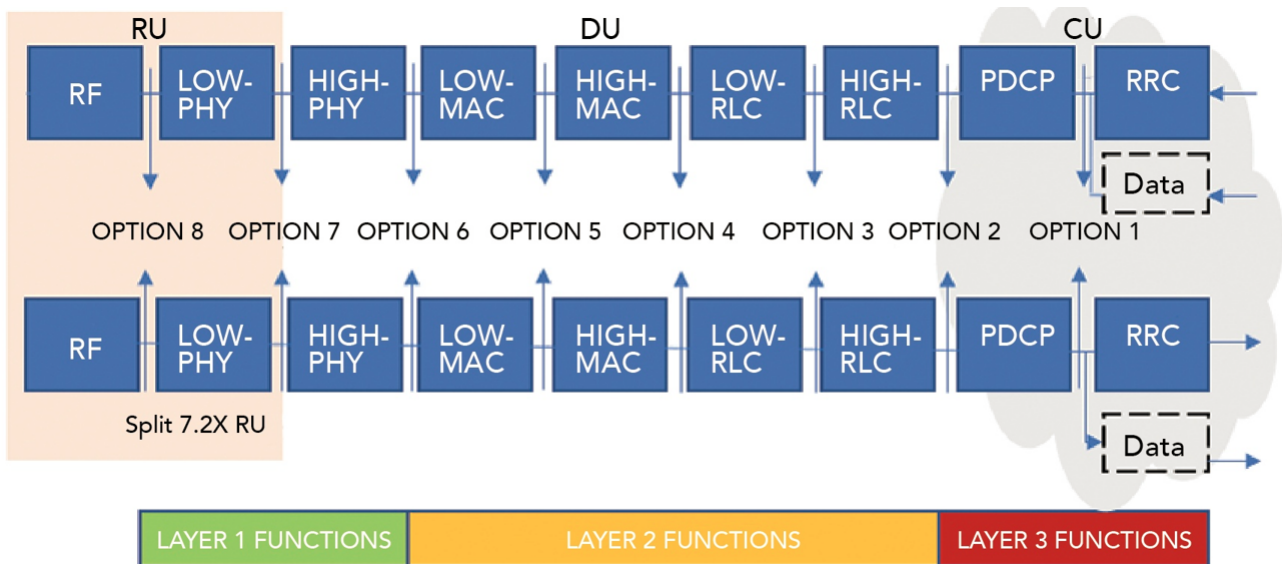 RU DU CU
RF LOW- HIGH- LOW- HIGH- LOW- HIGH- PDCP RRC
PHY PHY MAC MAC RLC RLC
Data
OPTION 8 OPTION 7 OPTION 6 OPTION 5 OPTION 4 OPTION 3 OPTION 2 OPTION 1
RF LOW- HIGH- LOW- HIGH- LOW- HIGH- PDCP RRC
PHY PHY MAC MAC RLC RLC
Split 7.2X RU
Data
LAYER 1 FUNCTIONS LAYER 2 FUNCTIONS LAYER 3 FUNCTIONS